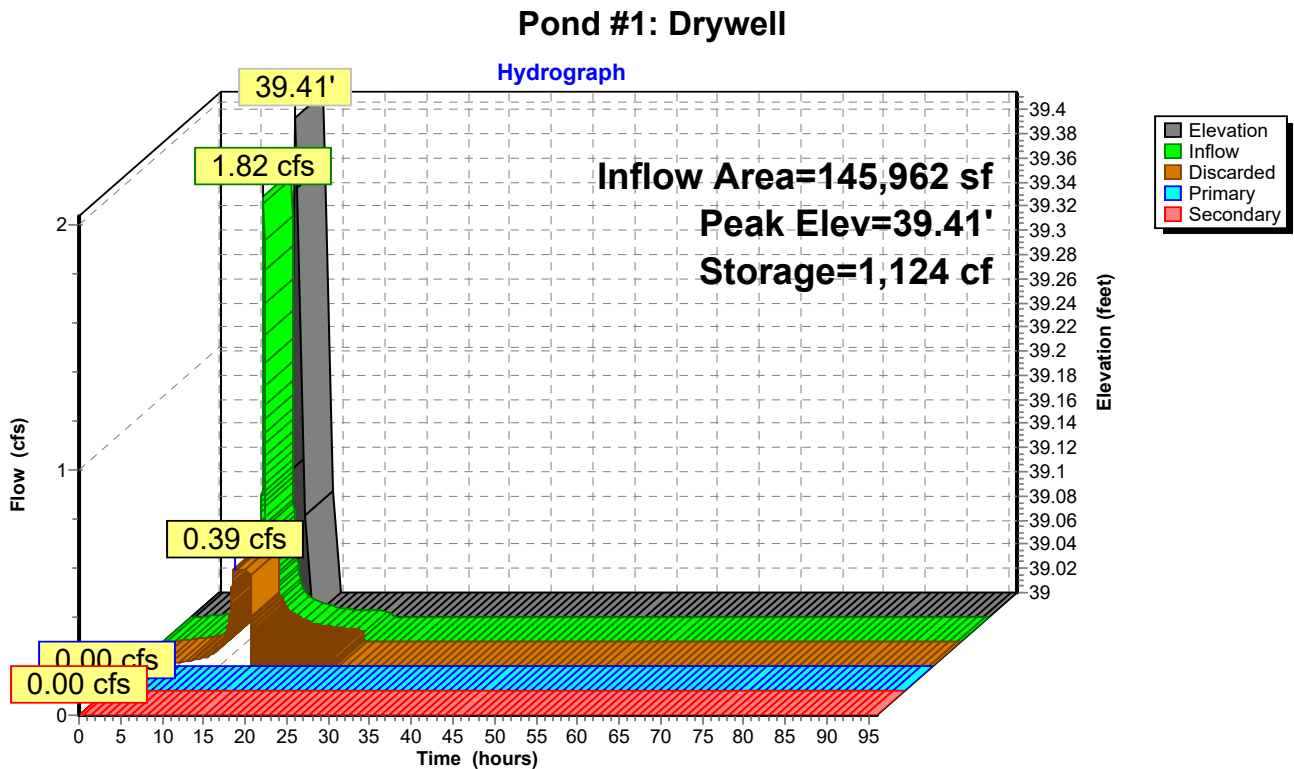 Pond #1: Drywell
Hydrograph
39.41'
1.82 cfs
0.39 cfs
0.00 cfs
0.00 cfs
Inflow Area=145,962 sf
Peak Elev=39.41'
Storage=1,124 cf
Elevation
Inflow
Discarded
Primary
Secondary
Flow (cfs)
2
1
0
39.4
39.38
39.36
39.34
39.32
39.3
39.28
39.26
39.24
39.22
39.2
39.18
39.16
39.14
39.12
39.1
39.08
39.06
39.04
39.02
39
Elevation (feet)
0 5 10 15 20 25 30 35 40 45 50 55 60 65 70 75 80 85 90 95
Time (hours)